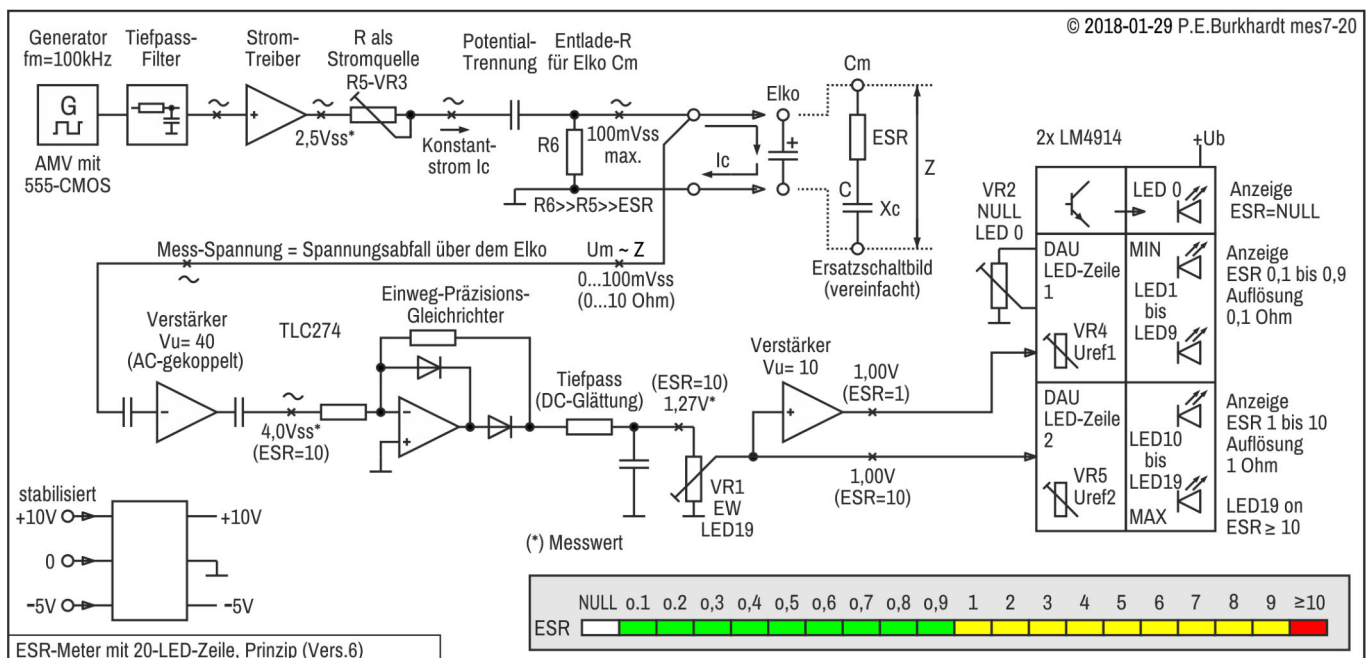 © 2018-01-29 P.E.Burkhardt mes7-20
Generator
fm=100kHz
Tiefpass-
Filter
Strom-
Treiber
R als
Stromquelle
R5-VR3
Potential-
Trennung
Entlade-R
für Elko Cm
G
AMV mit
555-CMOS
+
2,5Vss*
Konstant-
strom Ic
R6
100mVss
max.
Ic
R6>>R5>>ESR
Elko
+
Cm
ESR
C
Xc
Z
Ersatzschaltbild
(vereinfacht)
Mess-Spannung = Spannungsabfall über dem Elko
Um ~ Z
0...100mVss
(0...10 Ohm)
2x LM4914
+Ub
VR2
NULL
LED 0
LED 0
Anzeige
ESR=NULL
DAU
LED-Zeile
1
VR4
Uref1
MIN
LED1
bis
LED9
Anzeige
ESR 0,1 bis 0,9
Auflösung
0,1 Ohm
DAU
LED-Zeile
2
VR5
Uref2
LED10
bis
LED19
MAX
Anzeige
ESR 1 bis 10
Auflösung
1 Ohm
LED19 on
ESR ≥ 10
Verstärker
Vu= 40
(AC-gekoppelt)
–
TLC274
4,0Vss*
(ESR=10)
Einweg-Präzisions-
Gleichrichter
–
+
Tiefpass
(DC-Glättung)
(ESR=10)
1,27V*
VR1
EW
LED19
Verstärker
Vu= 10
+
1,00V
(ESR=1)
1,00V
(ESR=10)
(*) Messwert
stabilisiert
+10V
+10V
0
-5V
-5V
NULL o.1 o.2 o,3 o,4 o,5 o,6 o,7 o,8 o,9 1 2 3 4 5 6 7 8 9 ≥10
ESR
ESR-Meter mit 20-LED-Zeile, Prinzip (Vers.6)